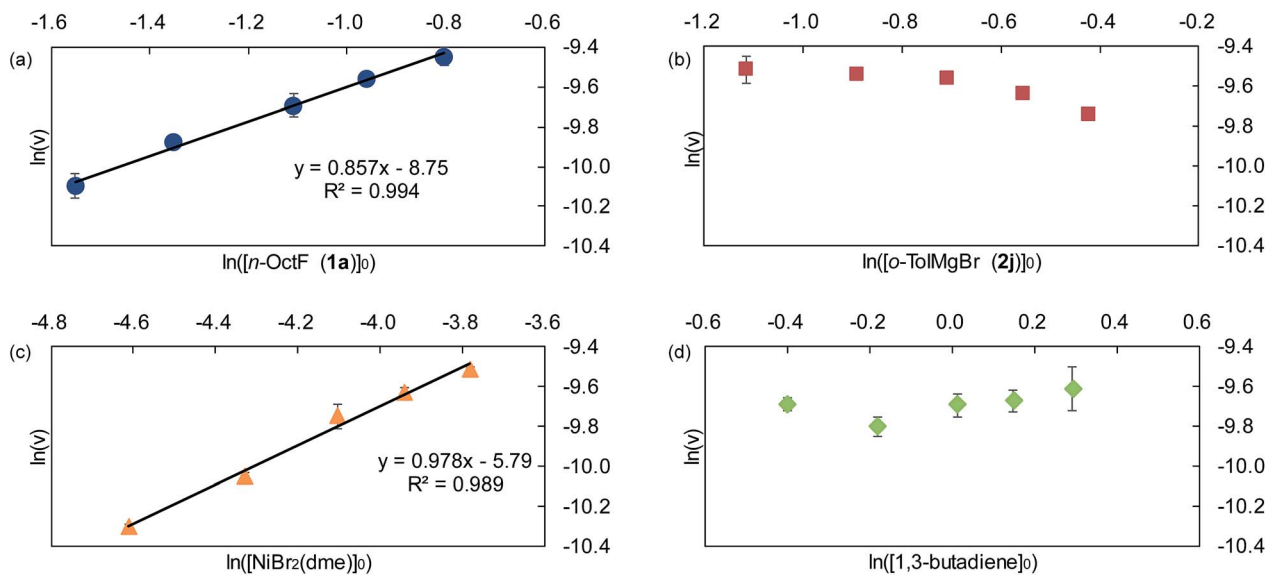 -1.6 -1.4 -1.2 -1.0 -0.8 -0.6
(a)
-9.4
-9.6
-9.8
-10.0
-10.2
-10.4
ln(v)
y = 0.857x - 8.75
R² = 0.994
ln([n-OctF (1a)]₀)
-1.2 -1.0 -0.8 -0.6 -0.4 -0.2
(b)
-9.4
-9.6
-9.8
-10.0
-10.2
-10.4
ln(v)
ln([o-TolMgBr (2j)]₀)
-4.8 -4.6 -4.4 -4.2 -4.0 -3.8 -3.6
(c)
-9.4
-9.6
-9.8
-10.0
-10.2
-10.4
ln(v)
y = 0.978x - 5.79
R² = 0.989
ln([NiBr₂(dme)]₀)
-0.6 -0.4 -0.2 0.0 0.2 0.4 0.6
(d)
-9.4
-9.6
-9.8
-10.0
-10.2
-10.4
ln(v)
ln([1,3-butadiene]₀)